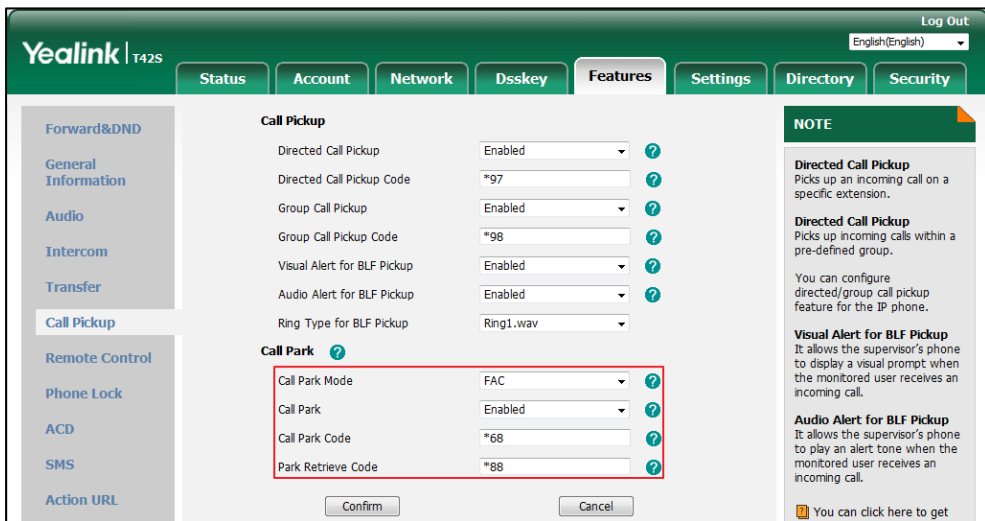 Log Out
Yealink | T42S
English(English)
Status
Account
Network
Dsskey
Features
Settings
Directory
Security
Forward&DND
General
Information
Audio
Intercom
Transfer
Call Pickup
Remote Control
Phone Lock
ACD
SMS
Action URL
Call Pickup
Directed Call Pickup Enabled ?
Directed Call Pickup Code *97 ?
Group Call Pickup Enabled ?
Group Call Pickup Code *98 ?
Visual Alert for BLF Pickup Enabled ?
Audio Alert for BLF Pickup Enabled ?
Ring Type for BLF Pickup Ring1.wav
Call Park ?
Call Park Mode FAC ?
Call Park Enabled ?
Call Park Code *68 ?
Park Retrieve Code *88 ?
Confirm
Cancel
NOTE
Directed Call Pickup
Picks up an incoming call on a
specific extension.
Directed Call Pickup
Picks up incoming calls within a
pre-defined group.
You can configure
directed/group call pickup
feature for the IP phone.
Visual Alert for BLF Pickup
It allows the supervisor's phone
to display a visual prompt when
the monitored user receives an
incoming call.
Audio Alert for BLF Pickup
It allows the supervisor's phone
to play an alert tone when the
monitored user receives an
incoming call.
? You can click here to get